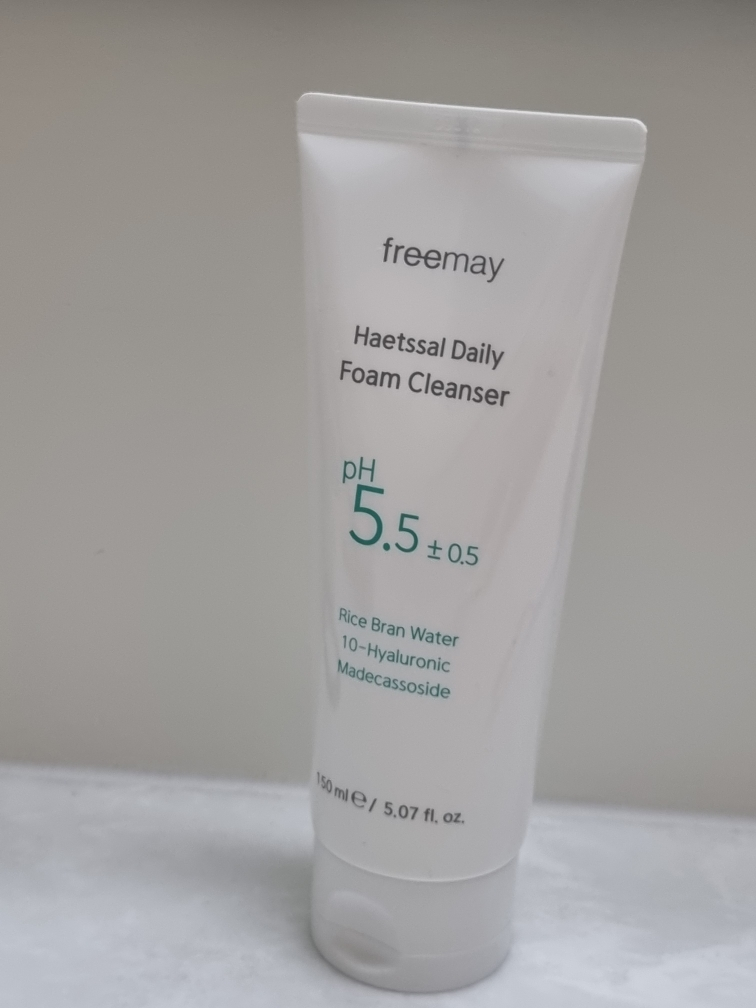 freemay
Haetssal Daily
Foam Cleanser
pH
5.5 ± 0.5
Rice Bran Water
10-Hyaluronic
Madecassoside
150 ml ℮ / 5.07 fl. oz.